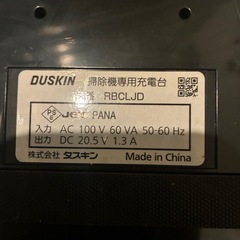 DUSKIN 掃除機専用充電台
RBCLJD
PS E JET PANA
入力 AC 100 V 60 VA 50-60 Hz
出力 DC 20.5 V 1.3 A
株式会社 ダスキン Made in China